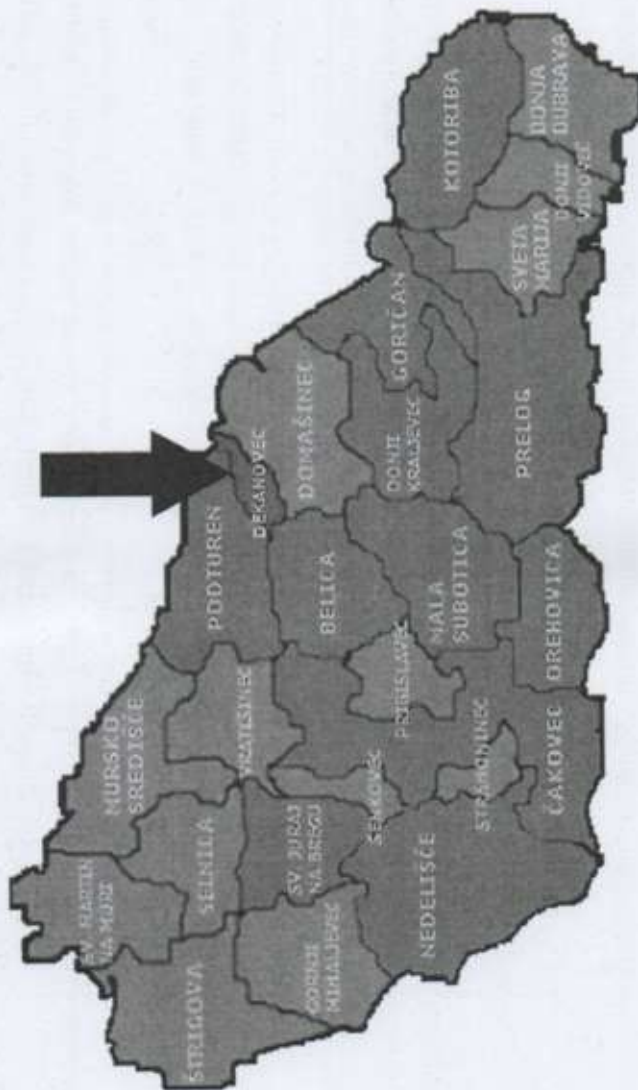 SV. MARTIN
NA MURI
MURSKO
SREDIŠĆE
ŠTRIGOVA
SELNICA
PODTUREN
VRATIŠINEC
DEKANOVEC
GORNJI
MIHALJEVEC
SV. JURAJ
NA BREGU
BELICA
DOMAŠINEC
ŠENKOVEC
PRIBISLAVEC
DONJI
KRALJEVEC
GORIČAN
NEDELIŠĆE
MALA
SUBOTICA
KOTORIBA
STRAHONINEC
PRELOG
SVETA
MARIJA
DONJA
DUBRAVA
ČAKOVEC
OREHOVICA
DONJI
VIDOVEC